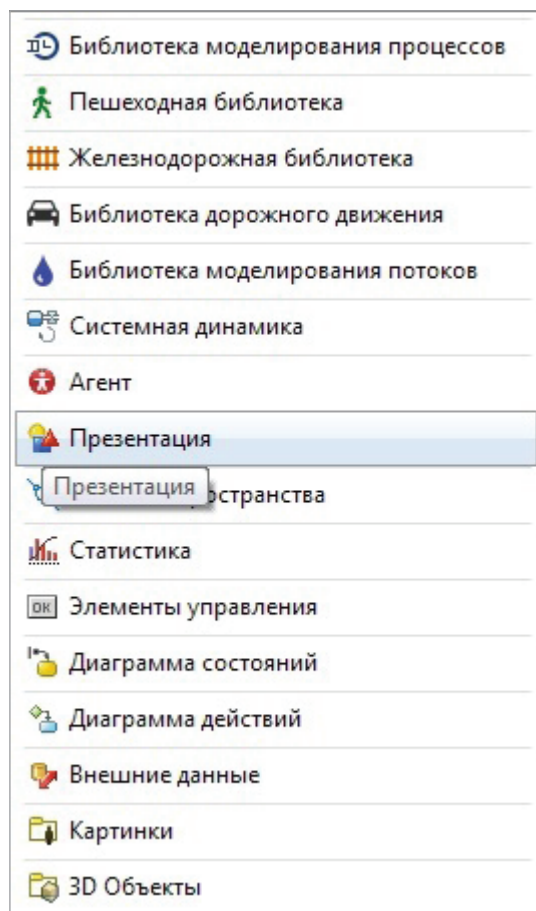 Библиотека моделирования процессов
Пешеходная библиотека
Железнодорожная библиотека
Библиотека дорожного движения
Библиотека моделирования потоков
Системная динамика
Агент
Презентация
Презентация
Статистика
OK Элементы управления
Диаграмма состояний
Диаграмма действий
Внешние данные
Картинки
3D Объекты